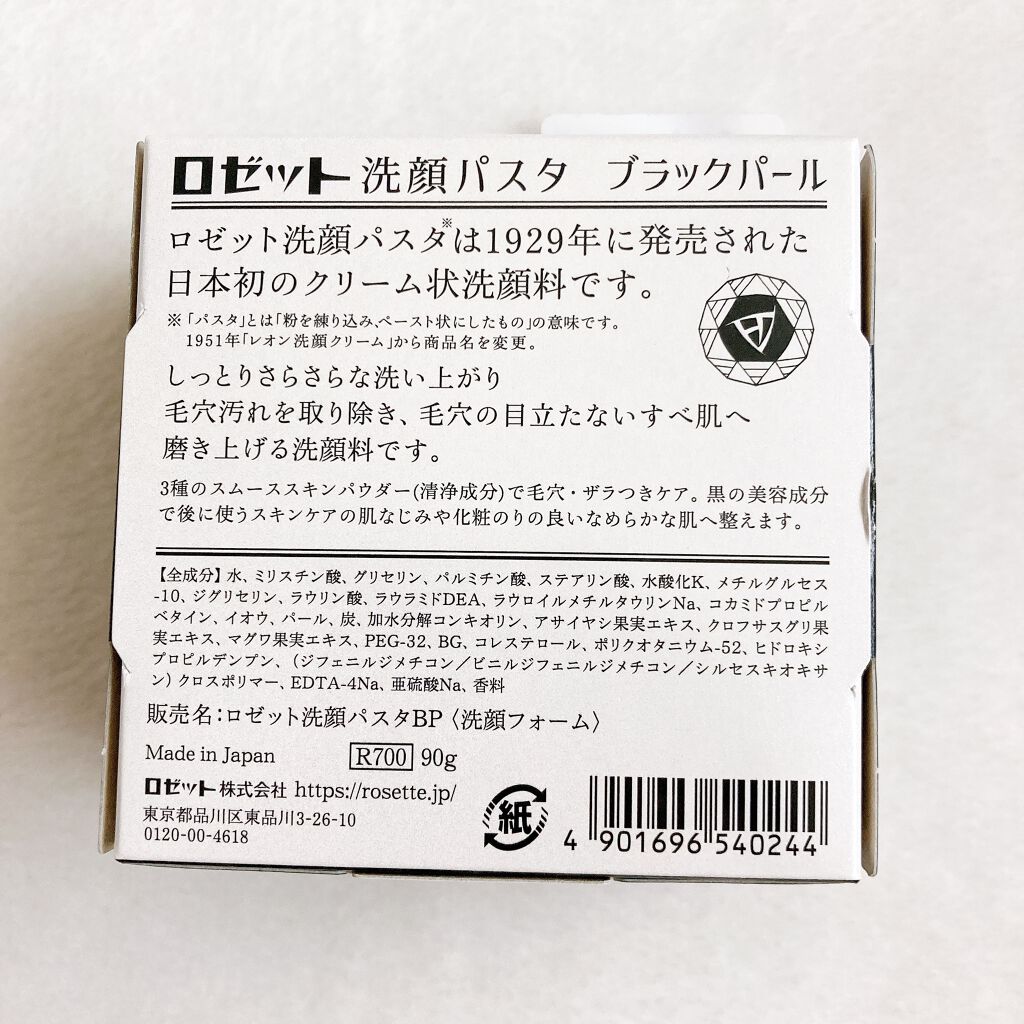 ロゼット洗顔パスタ ブラックパール
ロゼット洗顔パスタ※は1929年に発売された
日本初のクリーム状洗顔料です。
※「パスタ」とは「粉を練り込み、ペースト状にしたもの」の意味です。
1951年「レオン洗顔クリーム」から商品名を変更。
しっとりさらさらな洗い上がり
毛穴汚れを取り除き、毛穴の目立たないすべ肌へ
磨き上げる洗顔料です。
3種のスムーススキンパウダー(清浄成分)で毛穴・ザラつきケア。黒の美容成分
で後に使うスキンケアの肌なじみや化粧のりの良いなめらかな肌へ整えます。
【全成分】水、ミリスチン酸、グリセリン、パルミチン酸、ステアリン酸、水酸化K、メチルグルセス
-10、ジグリセリン、ラウリン酸、ラウラミドDEA、ラウロイルメチルタウリンNa、コカミドプロピル
ベタイン、イオウ、パール、炭、加水分解コンキオリン、アサイヤシ果実エキス、クロフサスグリ果
実エキス、マグワ果実エキス、PEG-32、BG、コレステロール、ポリクオタニウム-52、ヒドロキシ
プロピルデンプン、(ジフェニルジメチコン/ビニルジフェニルジメチコン/シルセスキオキサ
ン)クロスポリマー、EDTA-4Na、亜硫酸Na、香料
販売名:ロゼット洗顔パスタBP〈洗顔フォーム〉
Made in Japan R700 90g
ロゼット株式会社 https://rosette.jp/
東京都品川区東品川3-26-10
0120-00-4618
紙
4 901696 540244